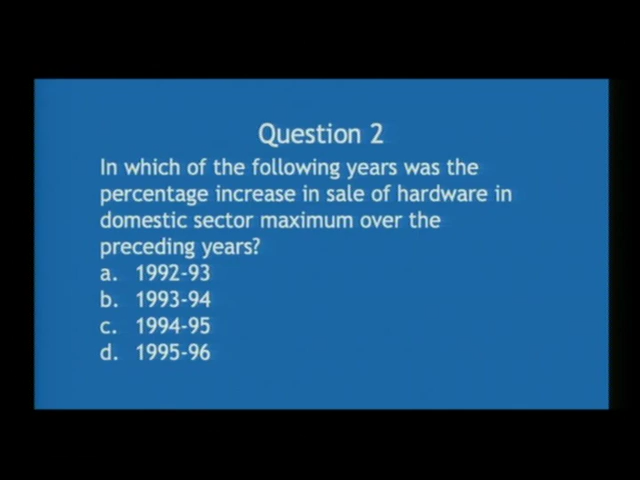 Question 2
In which of the following years was the
percentage increase in sale of hardware in
domestic sector maximum over the
preceding years?
a. 1992-93
b. 1993-94
c. 1994-95
d. 1995-96